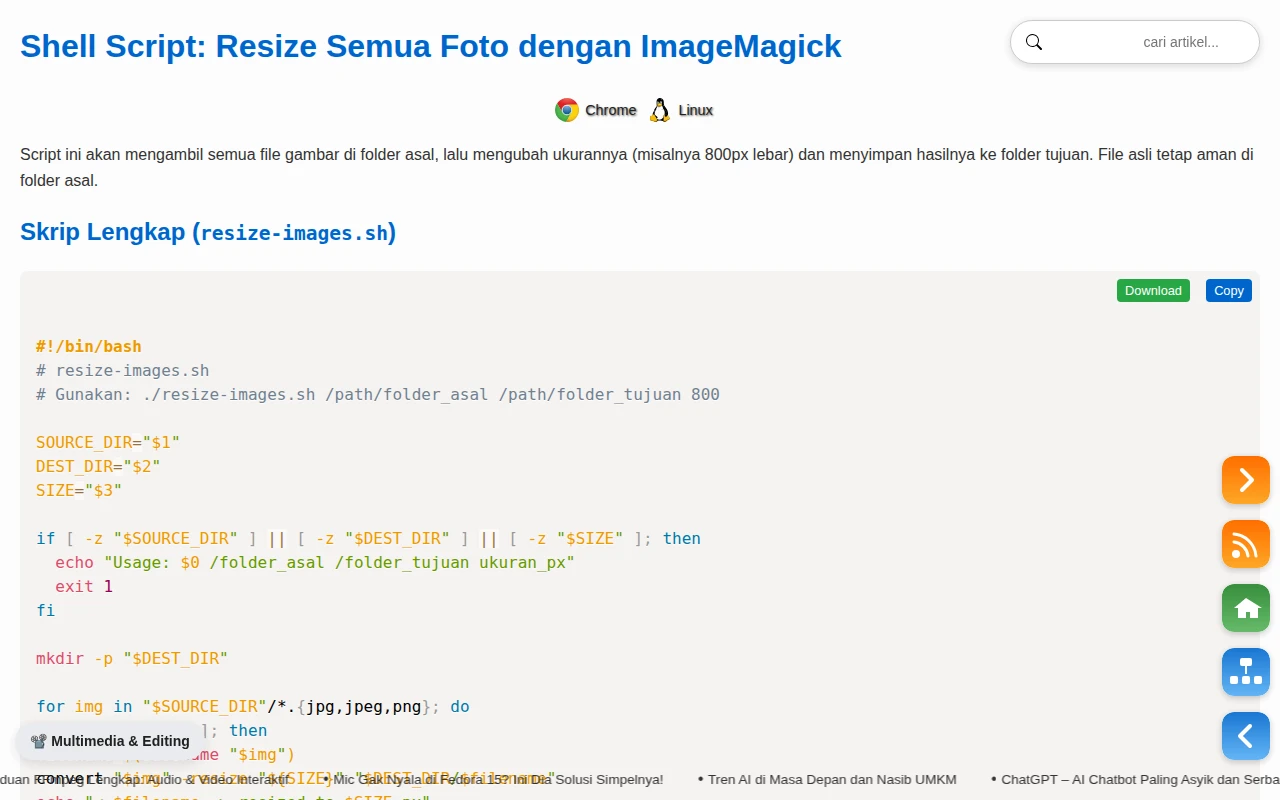 Shell Script: Resize Semua Foto dengan ImageMagick
cari artikel...
Chrome Linux
Script ini akan mengambil semua file gambar di folder asal, lalu mengubah ukurannya (misalnya 800px lebar) dan menyimpan hasilnya ke folder tujuan. File asli tetap aman di
folder asal.
Skrip Lengkap (resize-images.sh)
Download Copy
#!/bin/bash
# resize-images.sh
# Gunakan: ./resize-images.sh /path/folder_asal /path/folder_tujuan 800
SOURCE_DIR="$1"
DEST_DIR="$2"
SIZE="$3"
if [ -z "$SOURCE_DIR" ] || [ -z "$DEST_DIR" ] || [ -z "$SIZE" ]; then
  echo "Usage: $0 /folder_asal /folder_tujuan ukuran_px"
  exit 1
fi
mkdir -p "$DEST_DIR"
for img in "$SOURCE_DIR"/*.{jpg,jpeg,png}; do
]; then
"$img")
Multimedia & Editing
convert "$img" -resize "${SIZE}" "$DEST_DIR/$filename"
Lengkap: Audio & Video Interaktif • Mic Gak Nyala di Fedora 15? Ini Dia Solusi Simpelnya! • Tren AI di Masa Depan dan Nasib UMKM • ChatGPT – AI Chatbot Paling Asyik dan Serba